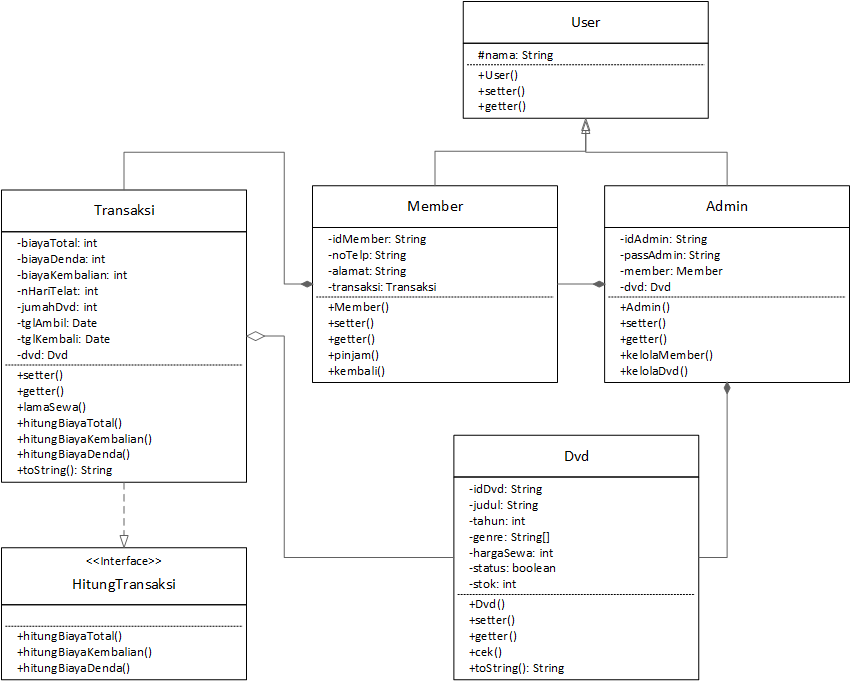 User
#nama: String
+User()
+setter()
+getter()
Transaksi
-biayaTotal: int
-biayaDenda: int
-biayaKembalian: int
-nHariTelat: int
-jumahDvd: int
-tglAmbil: Date
-tglKembali: Date
-dvd: Dvd
+setter()
+getter()
+lamaSewa()
+hitungBiayaTotal()
+hitungBiayaKembalian()
+hitungBiayaDenda()
+toString(): String
Member
-idMember: String
-noTelp: String
-alamat: String
-transaksi: Transaksi
+Member()
+setter()
+getter()
+pinjam()
+kembali()
Admin
-idAdmin: String
-passAdmin: String
-member: Member
-dvd: Dvd
+Admin()
+setter()
+getter()
+kelolaMember()
+kelolaDvd()
Dvd
-idDvd: String
-judul: String
-tahun: int
-genre: String[]
-hargaSewa: int
-status: boolean
-stok: int
+Dvd()
+setter()
+getter()
+cek()
+toString(): String
<<Interface>>
HitungTransaksi
+hitungBiayaTotal()
+hitungBiayaKembalian()
+hitungBiayaDenda()